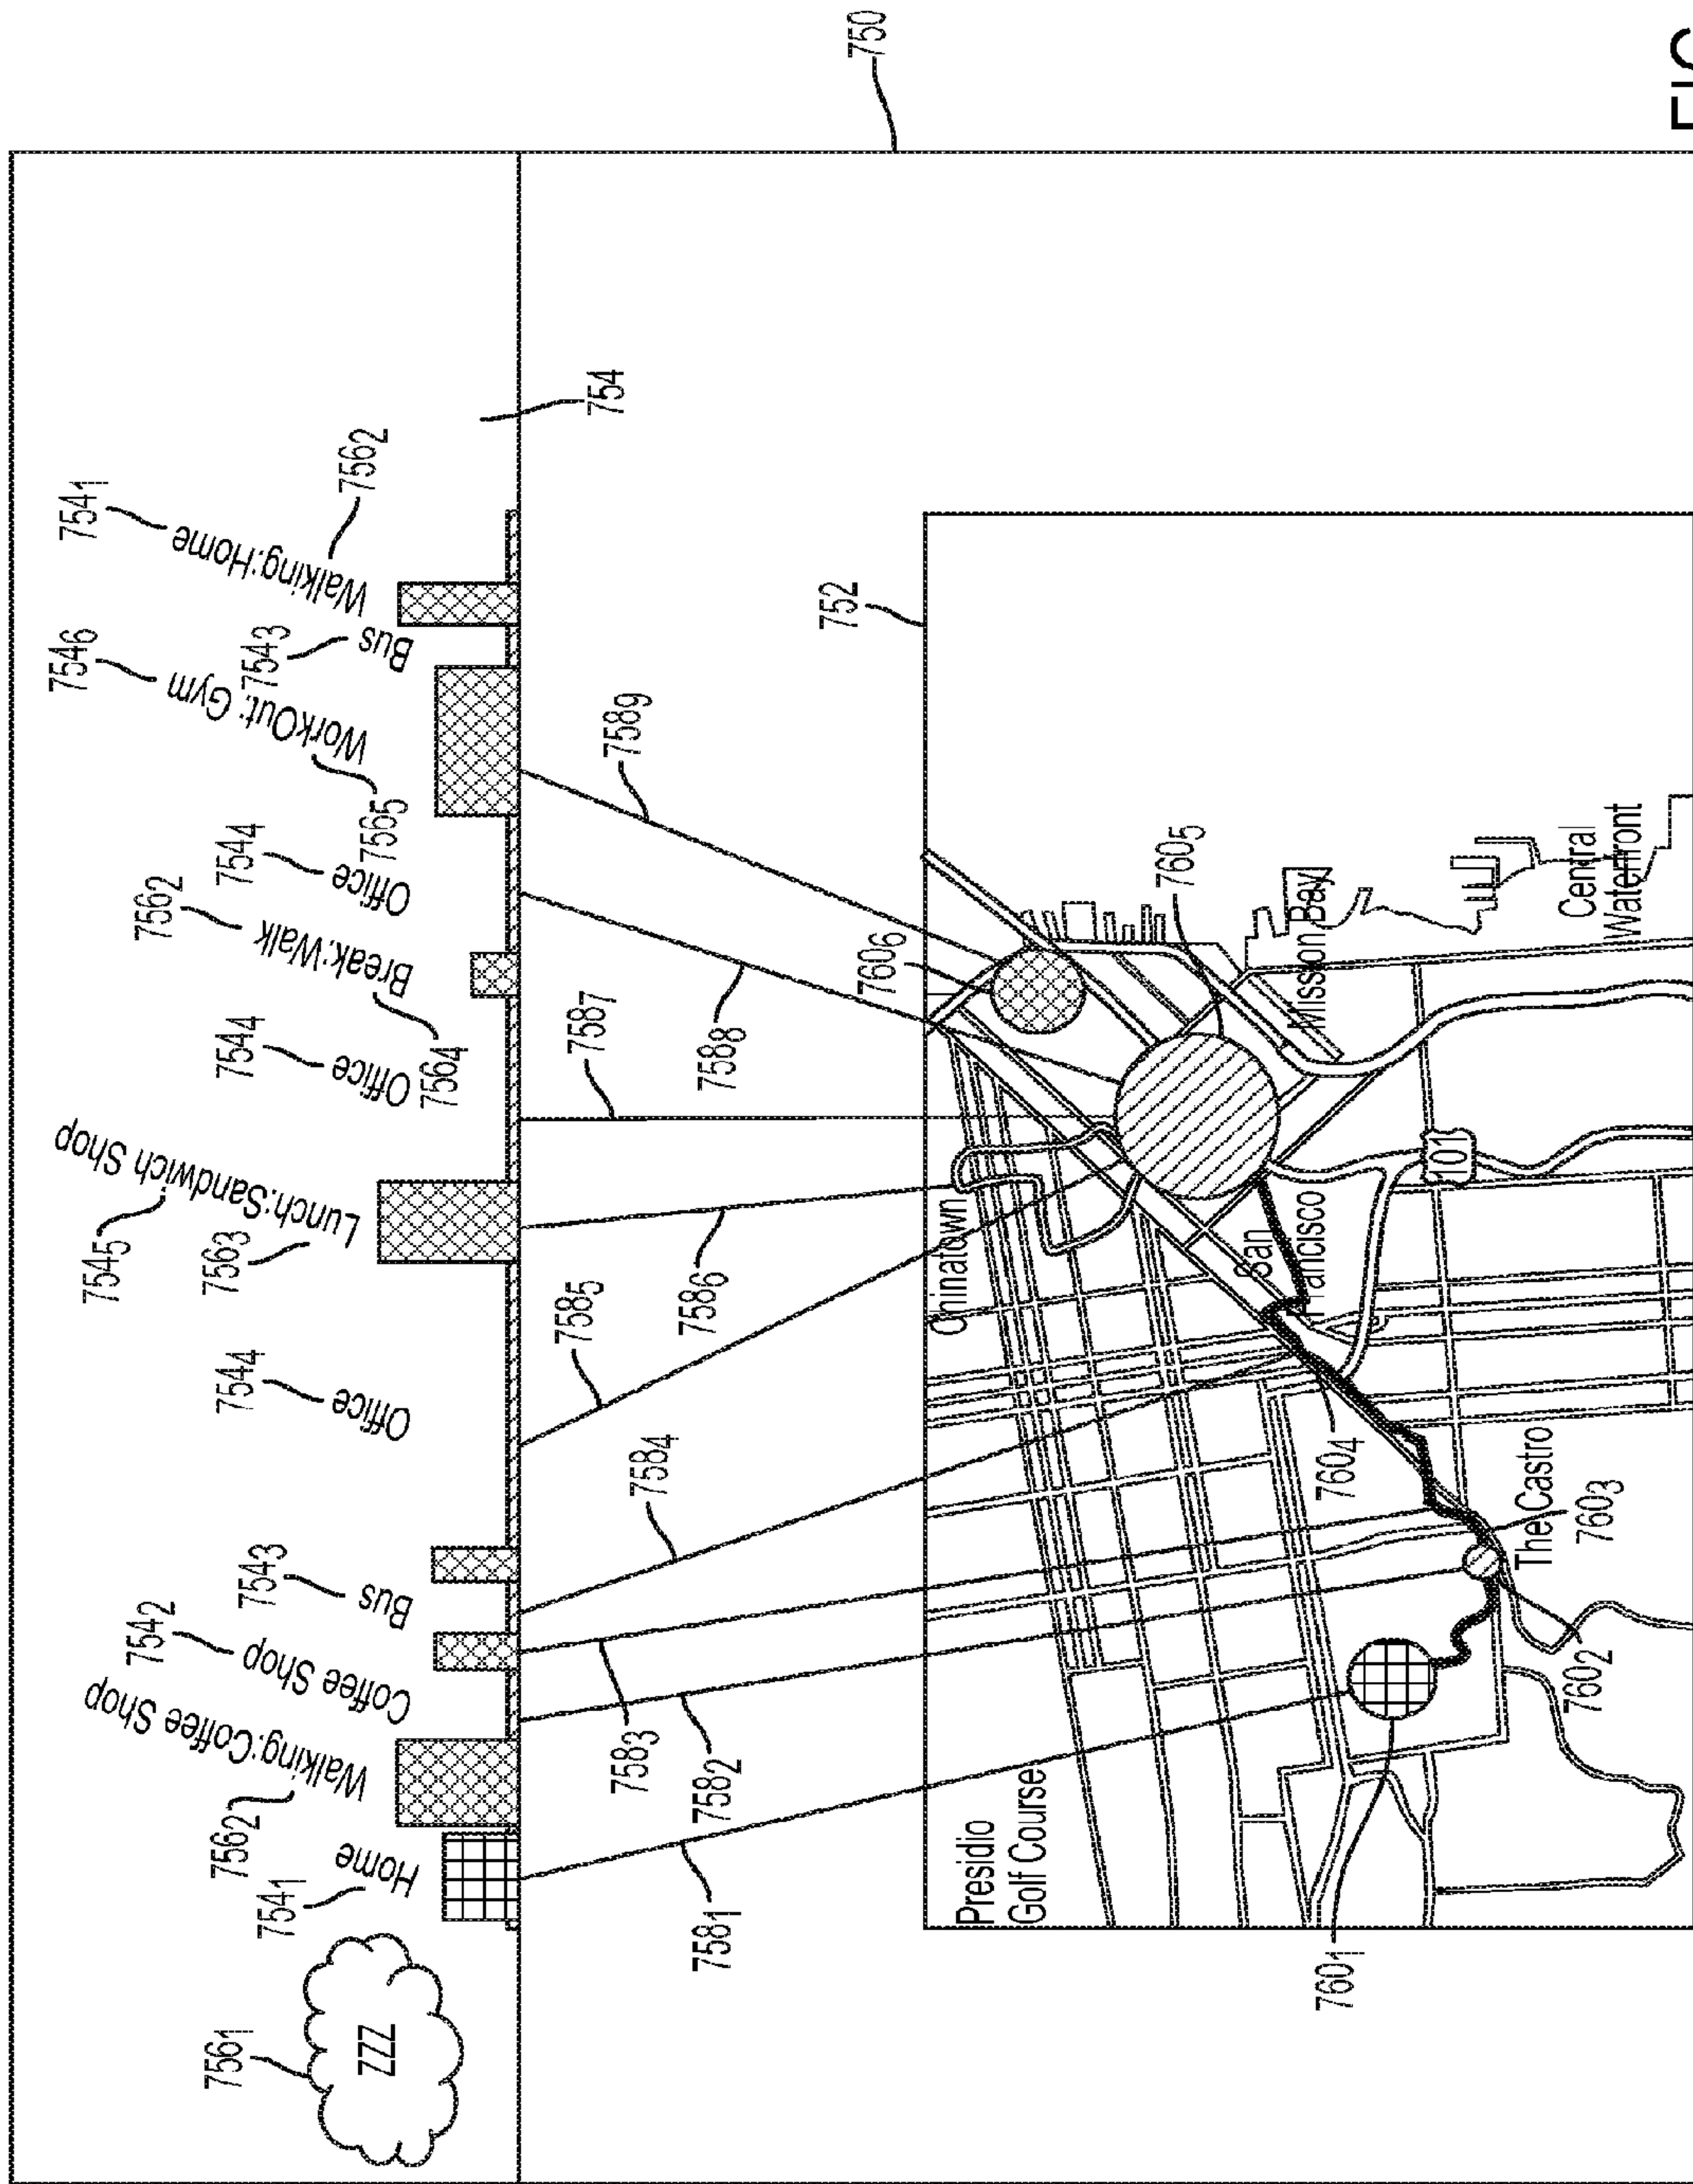 754₅
754₆
754₁
756₂
Walking:Coffee Shop
754₂
Lunch:Sandwich Shop
756₂
WorkOut: Gym
Walking:Home
756₁
754₁
Coffee Shop
754₃
754₄
756₃
754₄
754₄
754₃
756₂
ZZZ
Home
Bus
Office
Office
Break:Walk
Office
Bus
756₄
756₅
754
758₁
758₂
758₃
758₄
758₅
758₆
758₇
758₈
758₉
752
750
Presidio
Golf Course
Chinatown
760₆
760₅
San
Francisco
Mission Bay
760₁
760₄
101
The Castro
760₂
760₃
Central
Waterfront